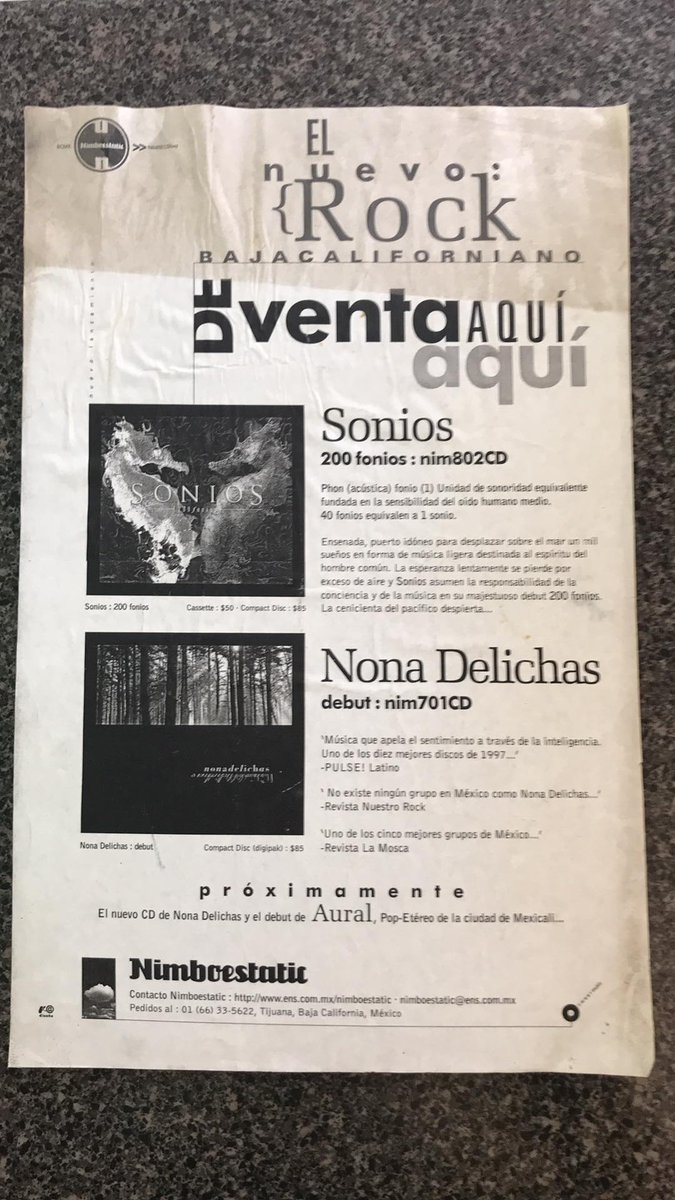 Nimboestatic
EL
nuevo:
{Rock
BAJACALIFORNIANO
nuevo lanzamiento
DE venta AQUÍ
aquí
SONIOS
Sonios
200 fonios : nim802CD
Phon (acústica) fonio (1) Unidad de sonoridad equivalente
fundada en la sensibilidad del oído humano medio.
40 fonios equivalen a 1 sonio.
Ensenada, puerto idóneo para desplazar sobre el mar un mil
sueños en forma de música ligera destinada al espíritu del
hombre común. La esperanza lentamente se pierde por
exceso de aire y Sonios asumen la responsabilidad de la
conciencia y de la música en su majestuoso debut 200 fonios.
La cenicienta del pacífico despierta....
Sonios : 200 fonios Cassette : $50 · Compact Disc : $85
nonadelichas
Nona Delichas
debut : nim701CD
'Música que apela el sentimiento a través de la inteligencia.
Uno de los diez mejores discos de 1997....'
-PULSE! Latino
' No existe ningún grupo en México como Nona Delichas....'
-Revista Nuestro Rock
'Uno de los cinco mejores grupos de México....'
-Revista La Mosca
Nona Delichas : debut Compact Disc (digipak) : $85
próximamente
El nuevo CD de Nona Delichas y el debut de Aural, Pop-Etéreo de la ciudad de Mexicali....
Nimboestatic
Contacto Nimboestatic : http://www.ens.com.mx/nimboestatic · nimboestatic@ens.com.mx
Pedidos al : 01 (66) 33-5622, Tijuana, Baja California, México